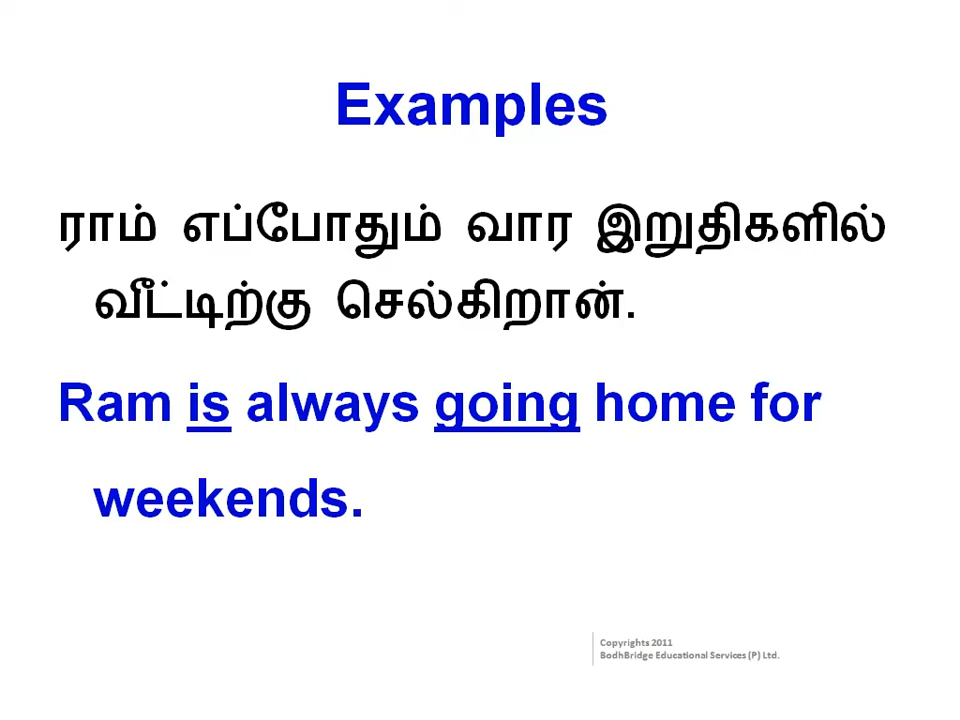 Examples
ராம் எப்போதும் வார இறுதிகளில்
வீட்டிற்கு செல்கிறான்.
Ram is always going home for
weekends.
Copyrights 2011
BodhBridge Educational Services (P) Ltd.